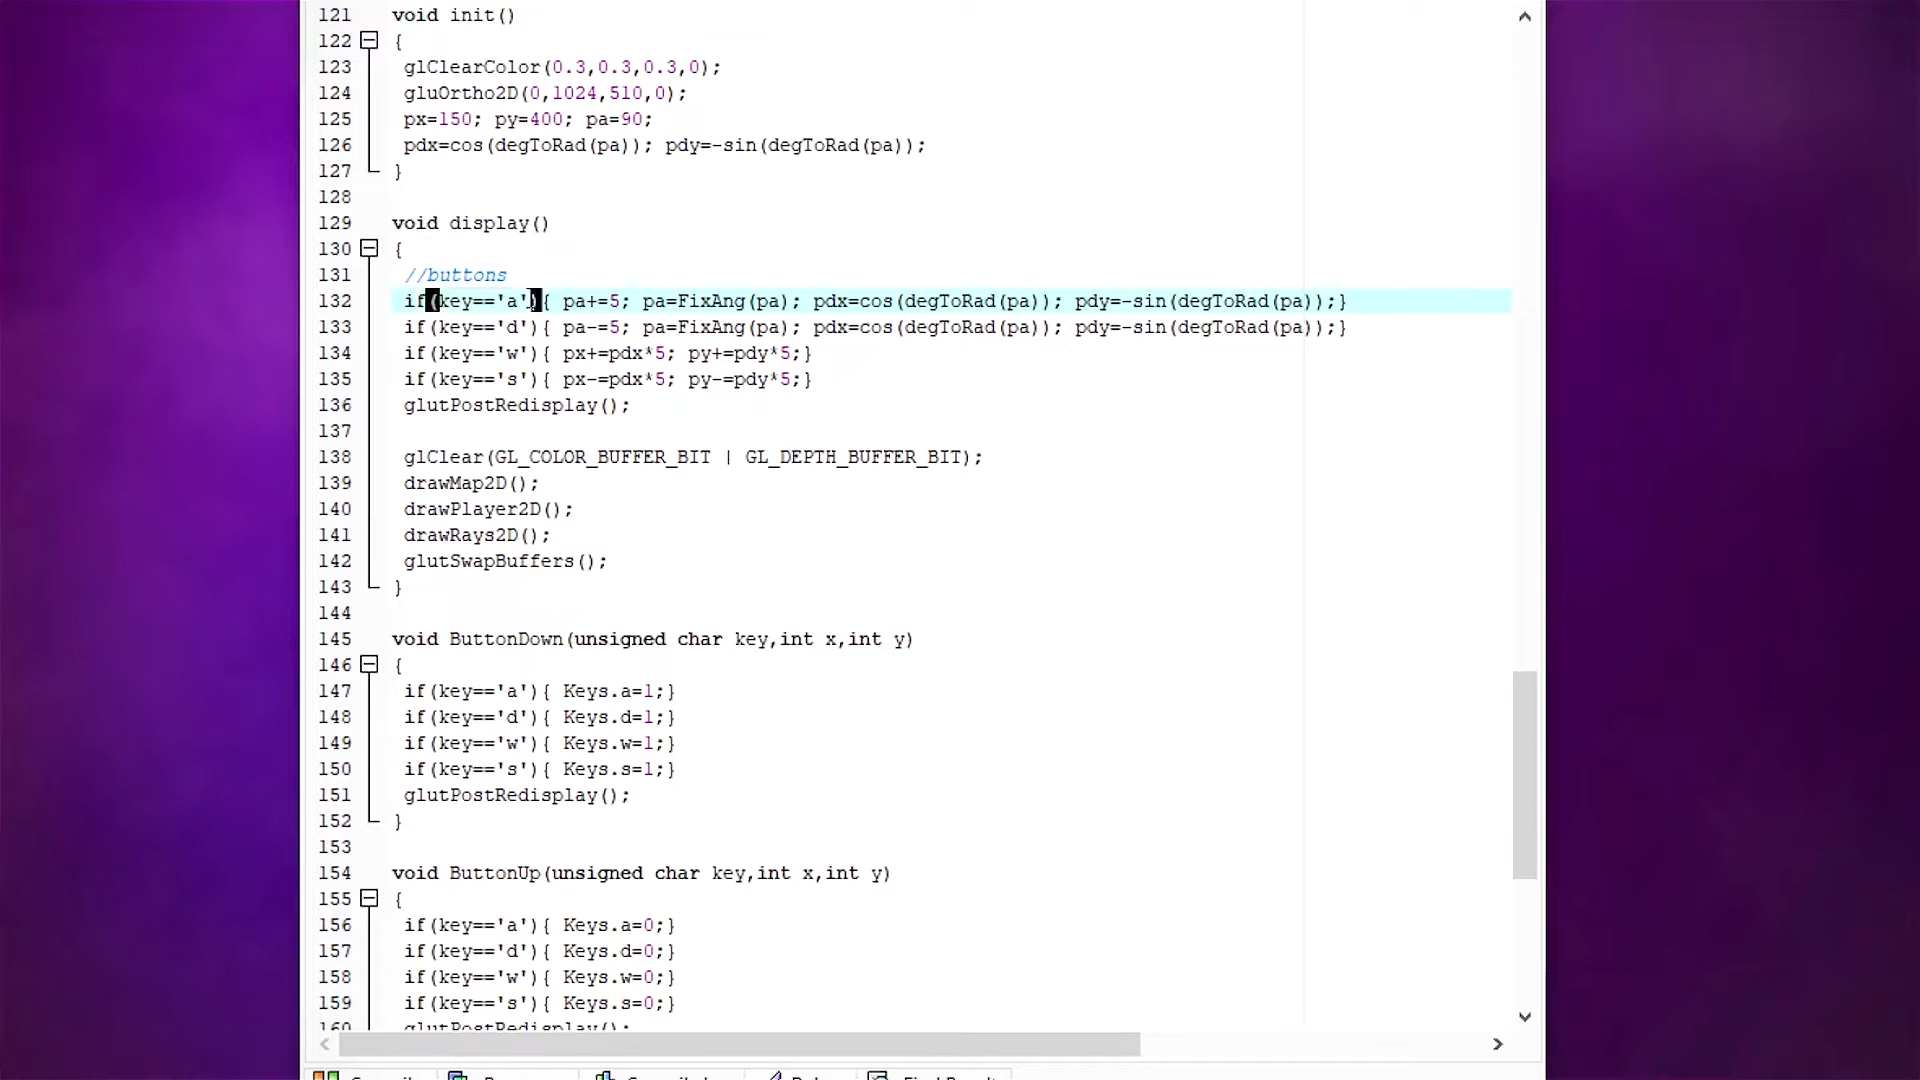 121 void init()
122 {
123 glClearColor(0.3,0.3,0.3,0);
124 gluOrtho2D(0,1024,510,0);
125 px=150; py=400; pa=90;
126 pdx=cos(degToRad(pa)); pdy=-sin(degToRad(pa));
127 }
128
129 void display()
130 {
131 //buttons
132 if(key=='a'){ pa+=5; pa=FixAng(pa); pdx=cos(degToRad(pa)); pdy=-sin(degToRad(pa));}
133 if(key=='d'){ pa-=5; pa=FixAng(pa); pdx=cos(degToRad(pa)); pdy=-sin(degToRad(pa));}
134 if(key=='w'){ px+=pdx*5; py+=pdy*5;}
135 if(key=='s'){ px-=pdx*5; py-=pdy*5;}
136 glutPostRedisplay();
137
138 glClear(GL_COLOR_BUFFER_BIT | GL_DEPTH_BUFFER_BIT);
139 drawMap2D();
140 drawPlayer2D();
141 drawRays2D();
142 glutSwapBuffers();
143 }
144
145 void ButtonDown(unsigned char key,int x,int y)
146 {
147 if(key=='a'){ Keys.a=1;}
148 if(key=='d'){ Keys.d=1;}
149 if(key=='w'){ Keys.w=1;}
150 if(key=='s'){ Keys.s=1;}
151 glutPostRedisplay();
152 }
153
154 void ButtonUp(unsigned char key,int x,int y)
155 {
156 if(key=='a'){ Keys.a=0;}
157 if(key=='d'){ Keys.d=0;}
158 if(key=='w'){ Keys.w=0;}
159 if(key=='s'){ Keys.s=0;}
160 glutPostRedisplay();